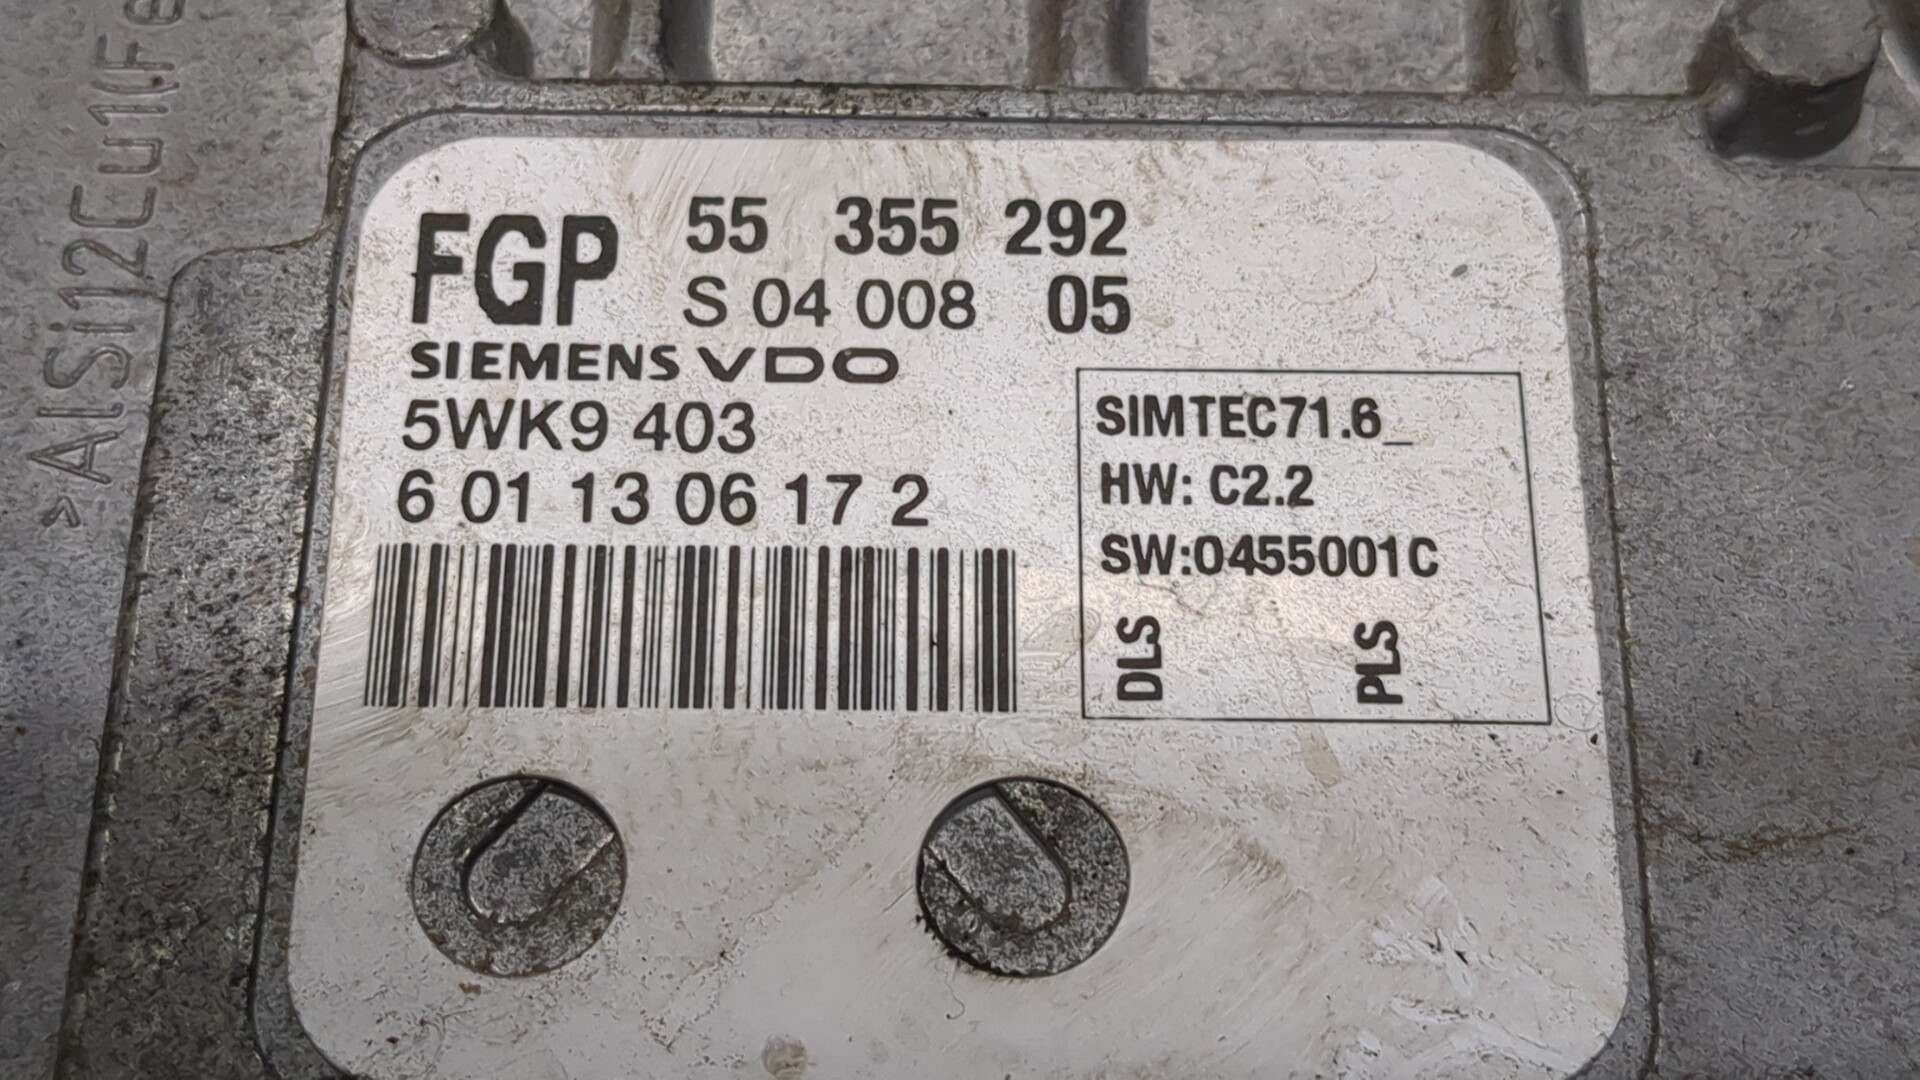 >AlSi12Cu1(Fe
FGP 55 355 292
S 04 008 05
SIEMENS VDO
5WK9 403
6 01 13 06 17 2
SIMTEC71.6_
HW: C2.2
SW:0455001C
DLS PLS